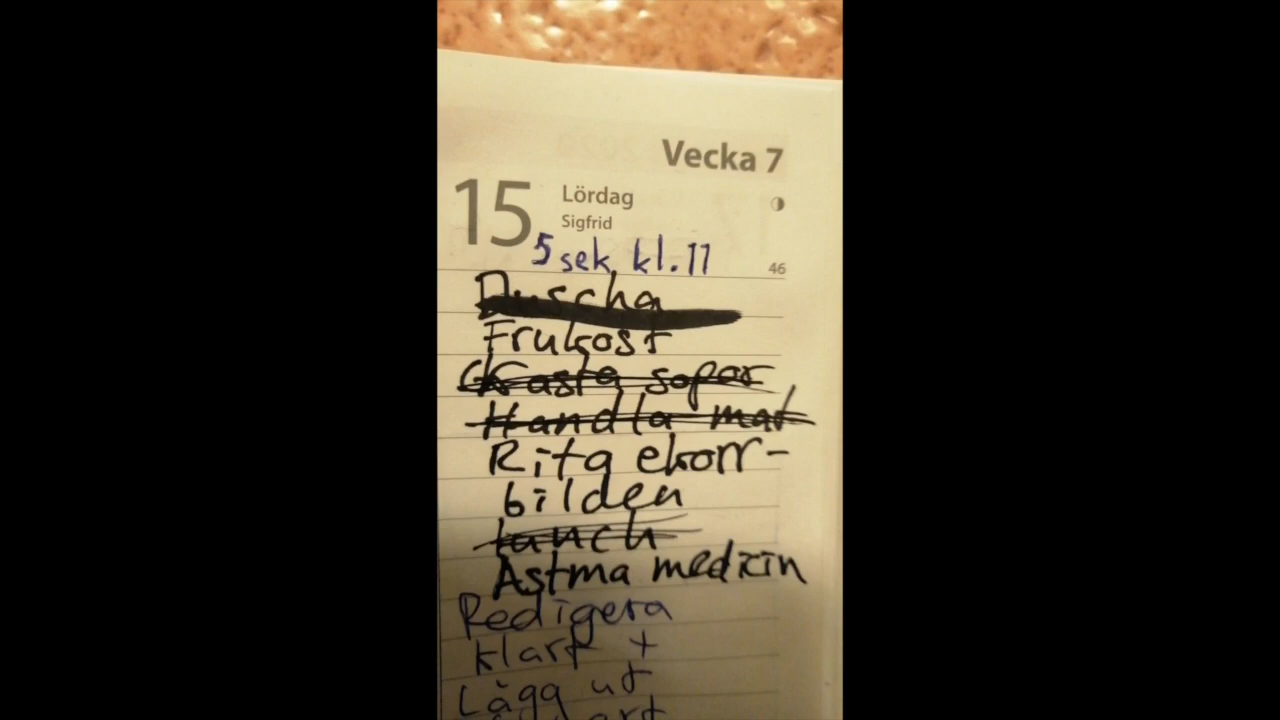 Vecka 7
15 Lördag
Sigfrid
5 sek kl. 11
46
Duscha
Frukost
Kasta sopor
Handla mat
Rita ekorr-
bilden
lunch
Astma medicin
Redigera
klart +
Lägg ut